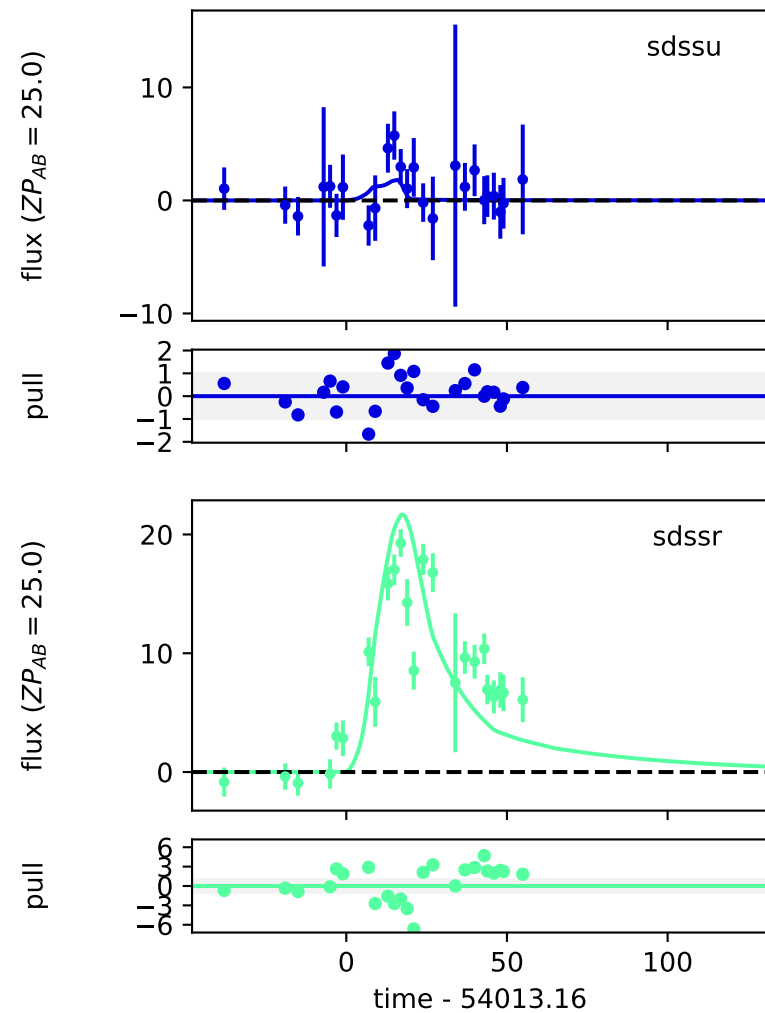 sdssu
flux (ZP_AB = 25.0)
10
0
−10
pull
2
1
0
−1
−2
sdssr
flux (ZP_AB = 25.0)
20
10
0
pull
6
3
0
−3
−6
0 50 100
time - 54013.16